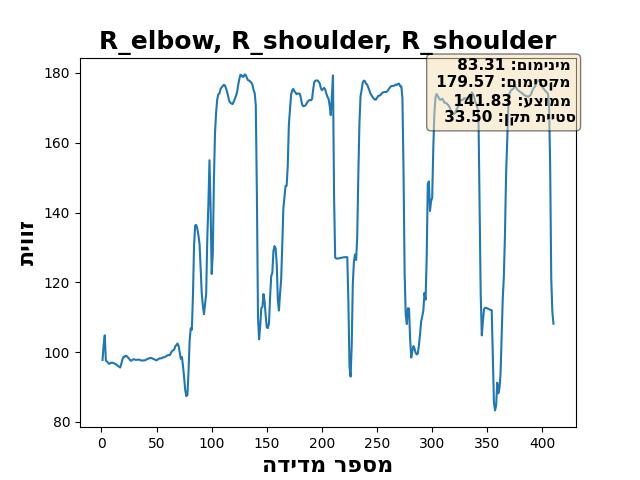 R_elbow, R_shoulder, R_shoulder
מינימום: 83.31
מקסימום: 179.57
ממוצע: 141.83
סטיית תקן: 33.50
180
160
140
120
100
80
זווית
0 50 100 150 200 250 300 350 400
מספר מדידה